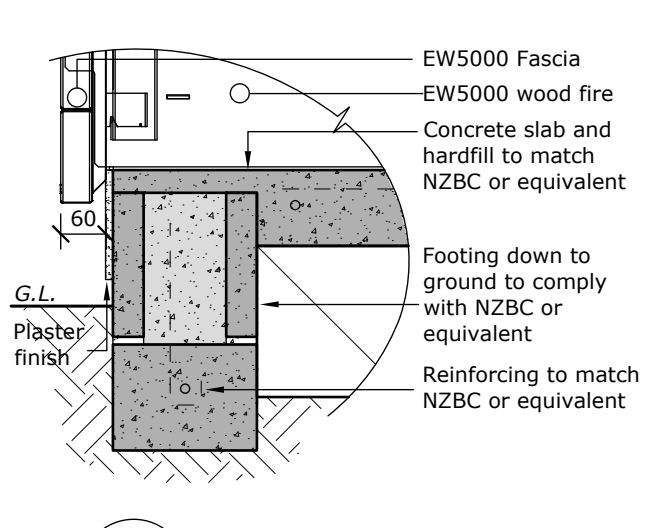 EW5000 Fascia
EW5000 wood fire
Concrete slab and
hardfill to match
NZBC or equivalent
60
Footing down to
ground to comply
with NZBC or
equivalent
G.L.
Plaster
finish
Reinforcing to match
NZBC or equivalent